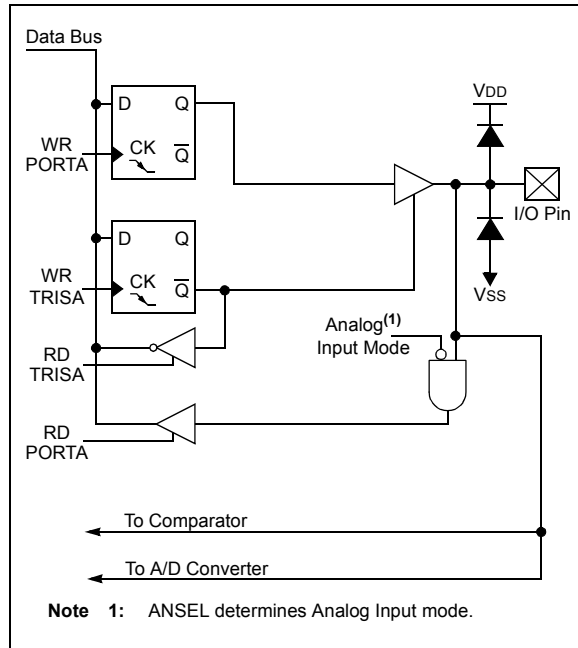 Data Bus
D Q
WR
PORTA
CK
Q
VDD
I/O Pin
D Q
WR
TRISA
CK
Q
VSS
Analog(1)
Input Mode
RD
TRISA
RD
PORTA
To Comparator
To A/D Converter
Note 1: ANSEL determines Analog Input mode.